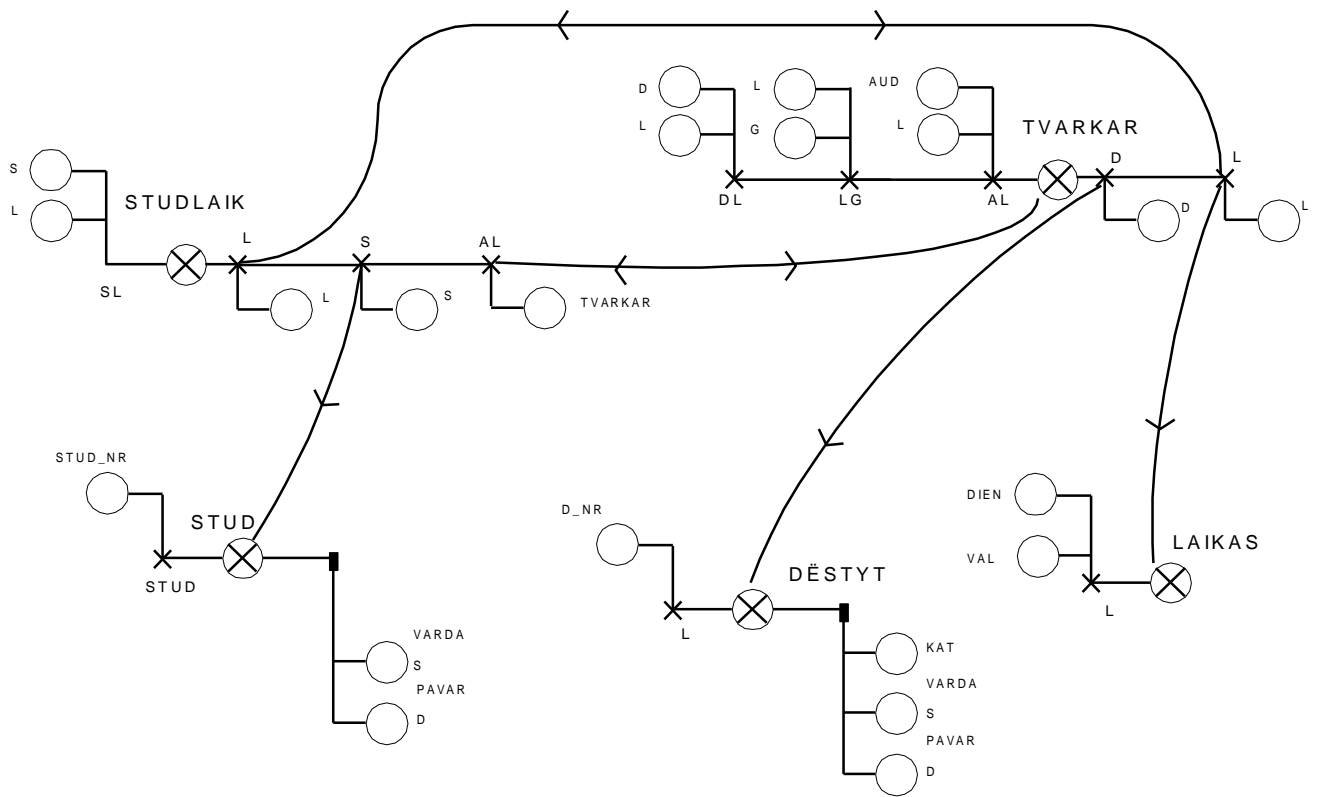 D
L
AUD
L
G
L
TVARKAR
D
L
S
L
STUDLAIK
DL
LG
AL
D
L
L
S
AL
SL
L
S
TVARKAR
STUD_NR
STUD
STUD
VARDA
S
PAVAR
D
D_NR
DËSTYT
L
KAT
VARDA
S
PAVAR
D
DIEN
VAL
LAIKAS
L